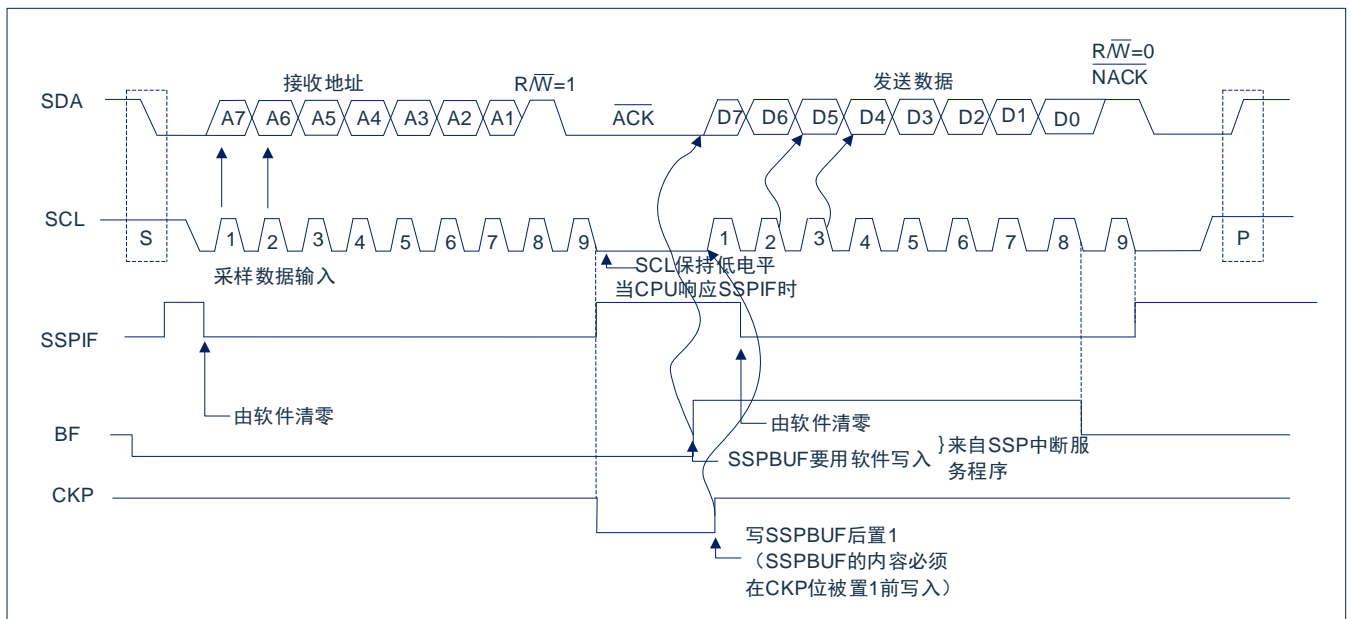 R/W=0
NACK
接收地址
R/W=1
发送数据
SDA
A7 A6 A5 A4 A3 A2 A1
ACK
D7 D6 D5 D4 D3 D2 D1 D0
SCL
S
1 2 3 4 5 6 7 8 9
1 2 3 4 5 6 7 8 9
P
采样数据输入
SCL保持低电平
当CPU响应SSPIF时
SSPIF
由软件清零
由软件清零
BF
SSPBUF要用软件写入
}来自SSP中断服
务程序
CKP
写SSPBUF后置1
（SSPBUF的内容必须
在CKP位被置1前写入）